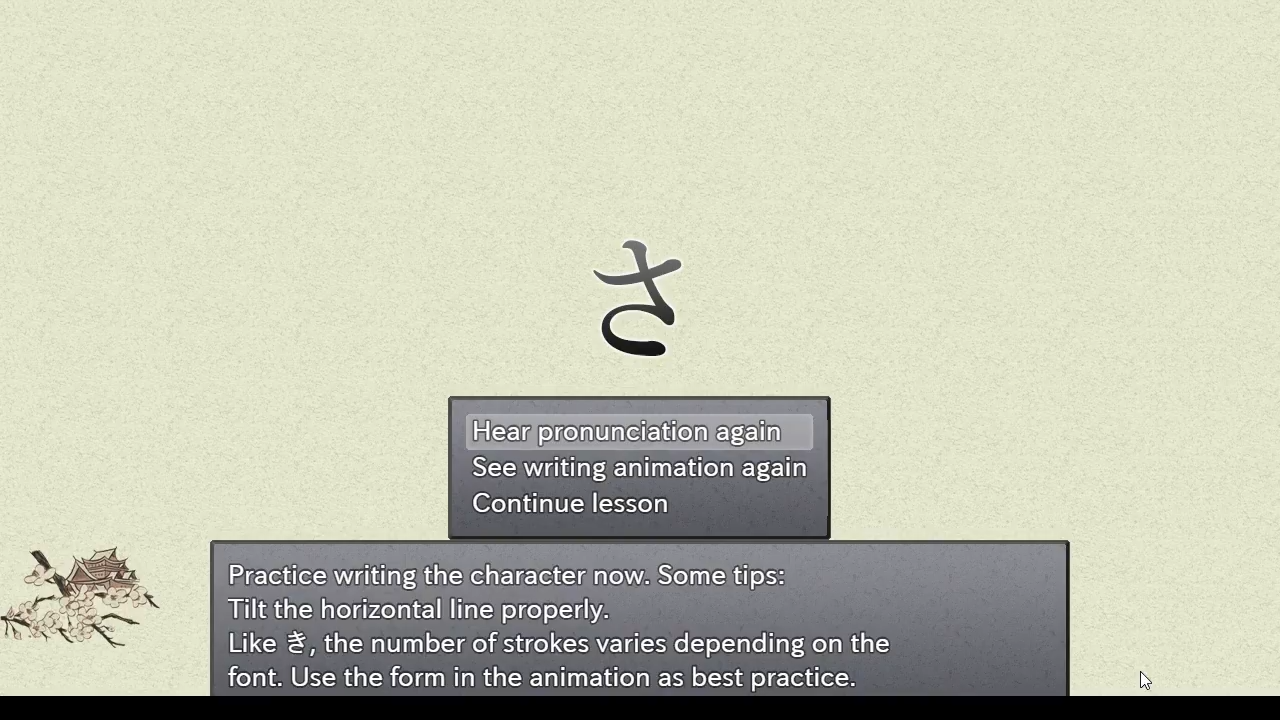 さ
Hear pronunciation again
See writing animation again
Continue lesson
Practice writing the character now. Some tips:
Tilt the horizontal line properly.
Like き, the number of strokes varies depending on the
font. Use the form in the animation as best practice.